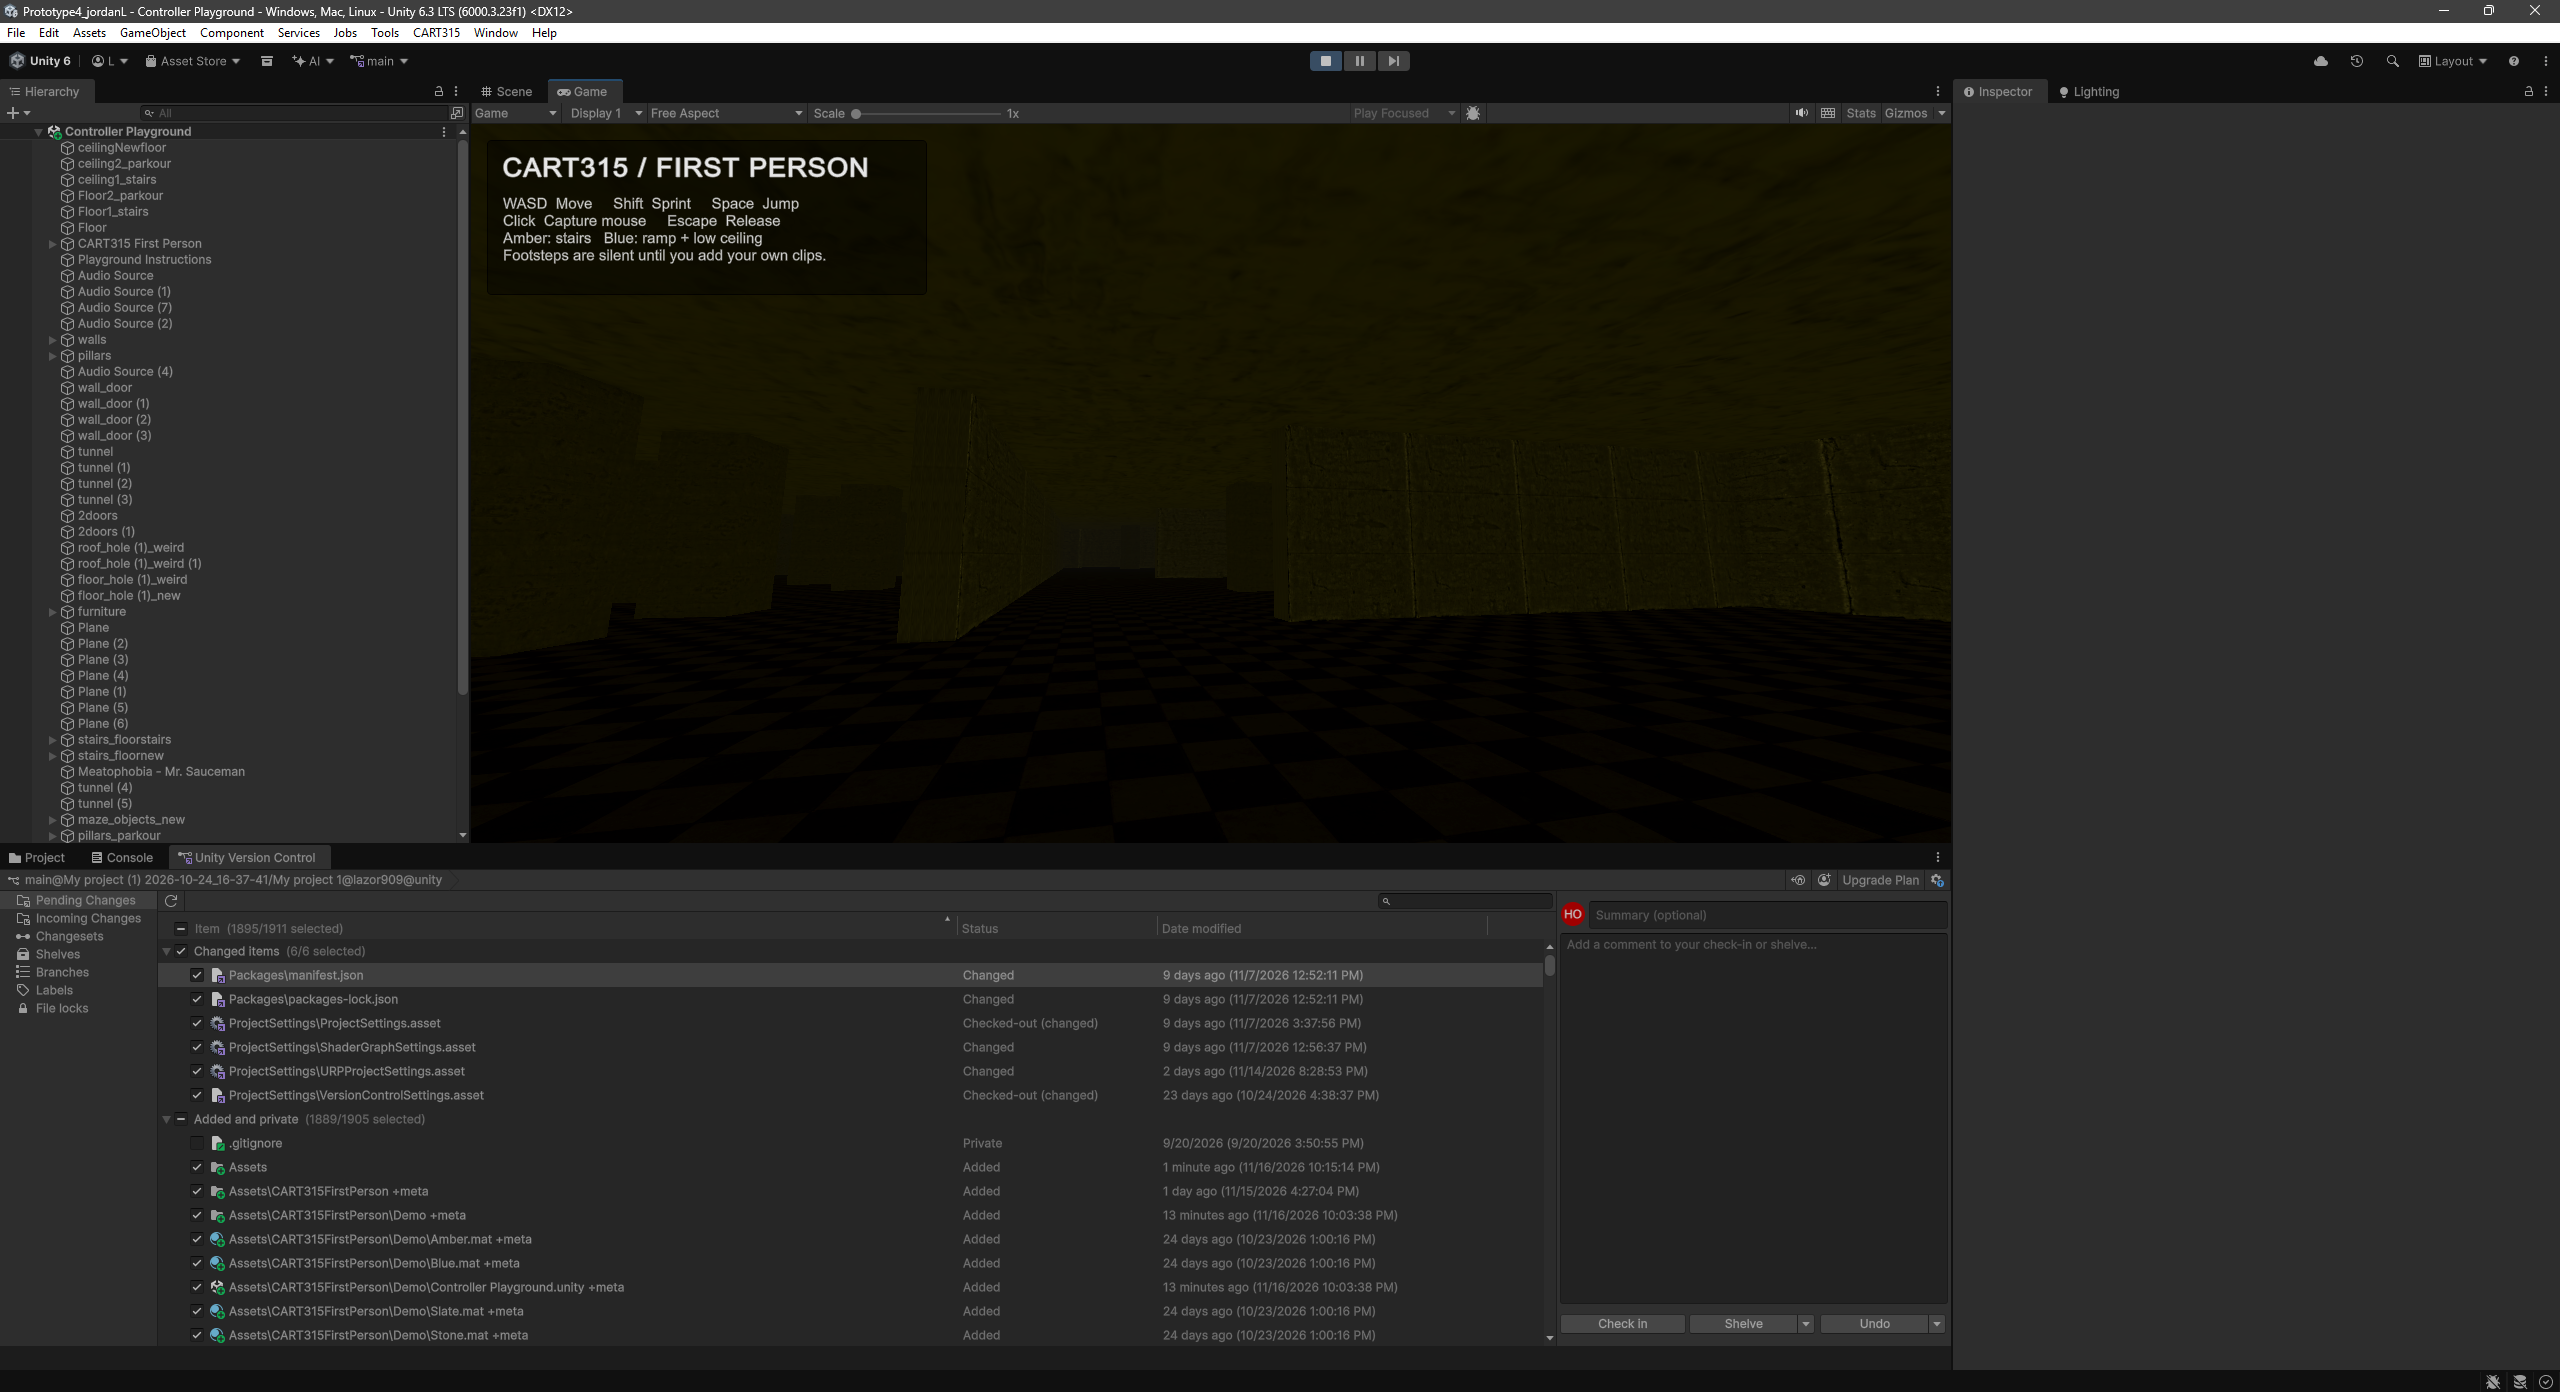 Prototype4_jordanL - Controller Playground - Windows, Mac, Linux - Unity 6.3 LTS (6000.3.23f1) <DX12>
File Edit Assets GameObject Component Services Jobs Tools CART315 Window Help
Unity 6 L Asset Store AI main Layout
Hierarchy
All
Controller Playground
ceilingNewfloor
ceiling2_parkour
ceiling1_stairs
Floor2_parkour
Floor1_stairs
Floor
CART315 First Person
Playground Instructions
Audio Source
Audio Source (1)
Audio Source (7)
Audio Source (2)
walls
pillars
Audio Source (4)
wall_door
wall_door (1)
wall_door (2)
wall_door (3)
tunnel
tunnel (1)
tunnel (2)
tunnel (3)
2doors
2doors (1)
roof_hole (1)_weird
roof_hole (1)_weird (1)
floor_hole (1)_weird
floor_hole (1)_new
furniture
Plane
Plane (2)
Plane (3)
Plane (4)
Plane (1)
Plane (5)
Plane (6)
stairs_floorstairs
stairs_floornew
Meatophobia - Mr. Sauceman
tunnel (4)
tunnel (5)
maze_objects_new
pillars_parkour
Scene Game
Game Display 1 Free Aspect Scale 1x Play Focused Stats Gizmos
CART315 / FIRST PERSON
WASD Move Shift Sprint Space Jump
Click Capture mouse Escape Release
Amber: stairs Blue: ramp + low ceiling
Footsteps are silent until you add your own clips.
Inspector Lighting
Project Console Unity Version Control
main@My project (1) 2026-10-24_16-37-41/My project 1@lazor909@unity Upgrade Plan
Pending Changes
Incoming Changes
Changesets
Shelves
Branches
Labels
File locks
Item (1895/1911 selected) Status Date modified
Changed items (6/6 selected)
Packages\manifest.json Changed 9 days ago (11/7/2026 12:52:11 PM)
Packages\packages-lock.json Changed 9 days ago (11/7/2026 12:52:11 PM)
ProjectSettings\ProjectSettings.asset Checked-out (changed) 9 days ago (11/7/2026 3:37:56 PM)
ProjectSettings\ShaderGraphSettings.asset Changed 9 days ago (11/7/2026 12:56:37 PM)
ProjectSettings\URPProjectSettings.asset Changed 2 days ago (11/14/2026 8:28:53 PM)
ProjectSettings\VersionControlSettings.asset Checked-out (changed) 23 days ago (10/24/2026 4:38:37 PM)
Added and private (1889/1905 selected)
.gitignore Private 9/20/2026 (9/20/2026 3:50:55 PM)
Assets Added 1 minute ago (11/16/2026 10:15:14 PM)
Assets\CART315FirstPerson +meta Added 1 day ago (11/15/2026 4:27:04 PM)
Assets\CART315FirstPerson\Demo +meta Added 13 minutes ago (11/16/2026 10:03:38 PM)
Assets\CART315FirstPerson\Demo\Amber.mat +meta Added 24 days ago (10/23/2026 1:00:16 PM)
Assets\CART315FirstPerson\Demo\Blue.mat +meta Added 24 days ago (10/23/2026 1:00:16 PM)
Assets\CART315FirstPerson\Demo\Controller Playground.unity +meta Added 13 minutes ago (11/16/2026 10:03:38 PM)
Assets\CART315FirstPerson\Demo\Slate.mat +meta Added 24 days ago (10/23/2026 1:00:16 PM)
Assets\CART315FirstPerson\Demo\Stone.mat +meta Added 24 days ago (10/23/2026 1:00:16 PM)
HO Summary (optional)
Add a comment to your check-in or shelve...
Check in Shelve Undo